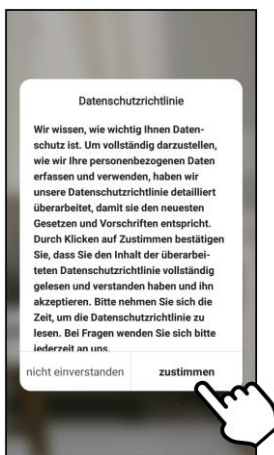 Datenschutzrichtlinie
Wir wissen, wie wichtig Ihnen Daten-
schutz ist. Um vollständig darzustellen,
wie wir Ihre personenbezogenen Daten
erfassen und verwenden, haben wir
unsere Datenschutzrichtlinie detailliert
überarbeitet, damit sie den neuesten
Gesetzen und Vorschriften entspricht.
Durch Klicken auf Zustimmen bestätigen
Sie, dass Sie den Inhalt der überarbei-
teten Datenschutzrichtlinie vollständig
gelesen und verstanden haben und ihn
akzeptieren. Bitte nehmen Sie sich die
Zeit, um die Datenschutzrichtlinie zu
lesen. Bei Fragen wenden Sie sich bitte
jederzeit an uns.
nicht einverstanden zustimmen